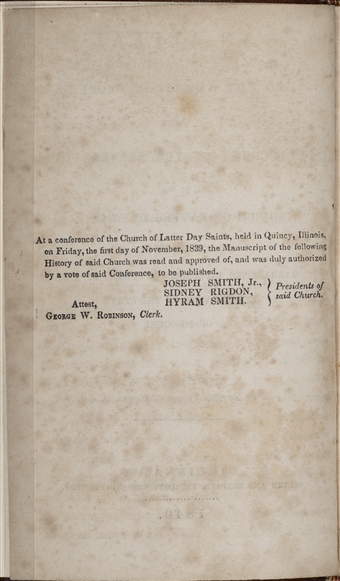 At a conference of the Church of Latter Day Saints, held in Quincy, Illinois,
on Friday, the first day of November, 1839, the Manuscript of the following
History of said Church was read and approved of, and was duly authorized
by a vote of said Conference, to be published.
JOSEPH SMITH, Jr.,
SIDNEY RIGDON,
HYRAM SMITH.
Presidents of
said Church.
Attest,
George W. Robinson, Clerk.
1840.